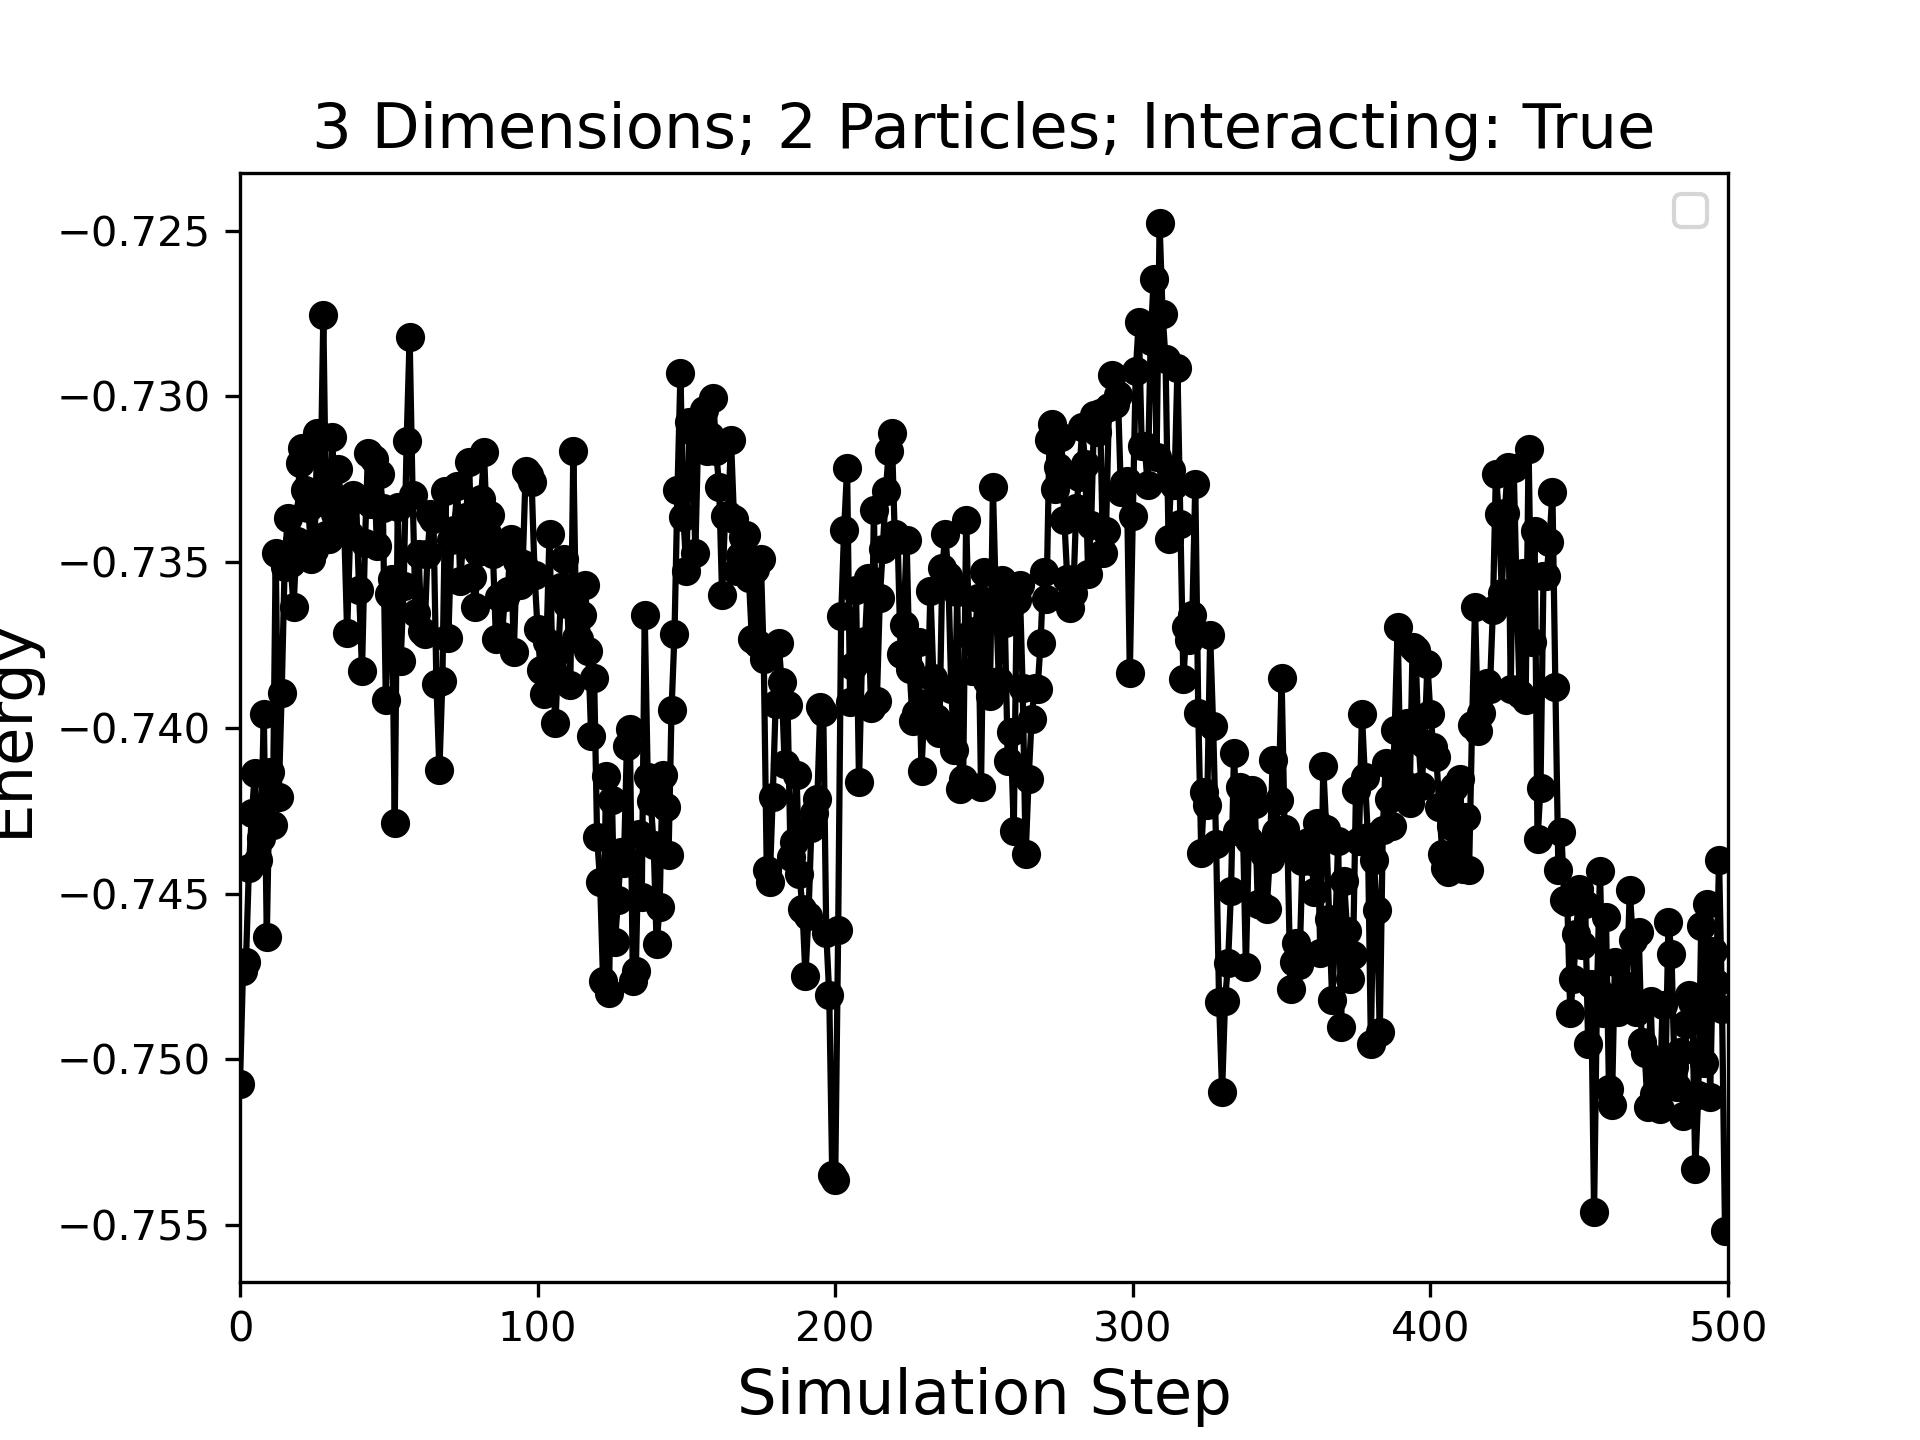 3 Dimensions; 2 Particles; Interacting: True
−0.725
−0.730
−0.735
−0.740
−0.745
−0.750
−0.755
Energy
0 100 200 300 400 500
Simulation Step